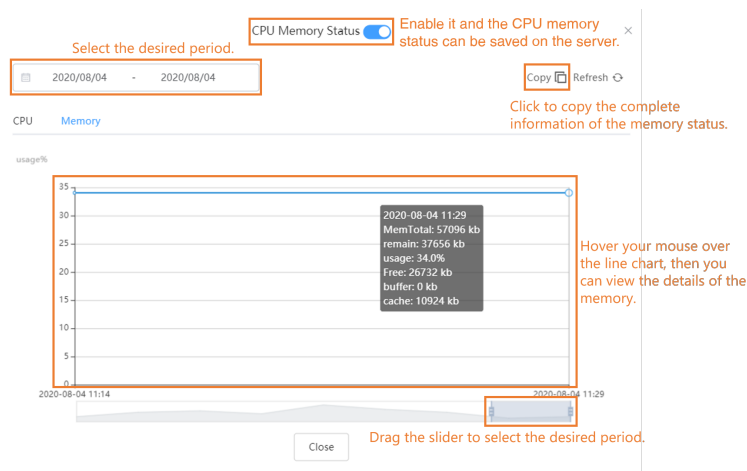 CPU Memory Status
Enable it and the CPU memory
status can be saved on the server.
Select the desired period.
2020/08/04 - 2020/08/04
Copy Refresh
Click to copy the complete
information of the memory status.
CPU Memory
usage%
35
30
25
20
15
10
5
0
2020-08-04 11:29
MemTotal: 57096 kb
remain: 37656 kb
usage: 34.0%
Free: 26732 kb
buffer: 0 kb
cache: 10924 kb
Hover your mouse over
the line chart, then you
can view the details of the
memory.
2020-08-04 11:14
2020-08-04 11:29
Drag the slider to select the desired period.
Close